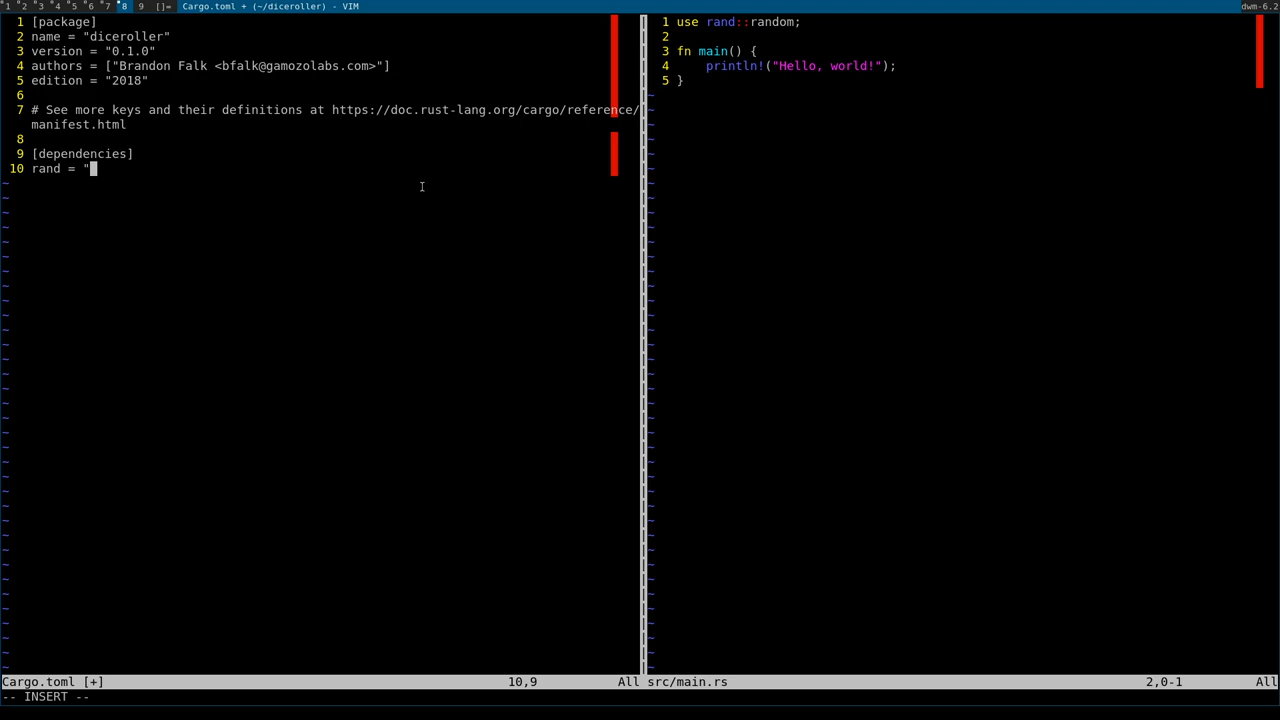 1 2 3 4 5 6 7 8 9 []= Cargo.toml + (~/diceroller) - VIM dwm-6.2
1 [package]
2 name = "diceroller"
3 version = "0.1.0"
4 authors = ["Brandon Falk <bfalk@gamozolabs.com>"]
5 edition = "2018"
6
7 # See more keys and their definitions at https://doc.rust-lang.org/cargo/reference/
manifest.html
8
9 [dependencies]
10 rand = "
~
Cargo.toml [+] 10,9 All
-- INSERT --
1 use rand::random;
2
3 fn main() {
4     println!("Hello, world!");
5 }
~
src/main.rs 2,0-1 All